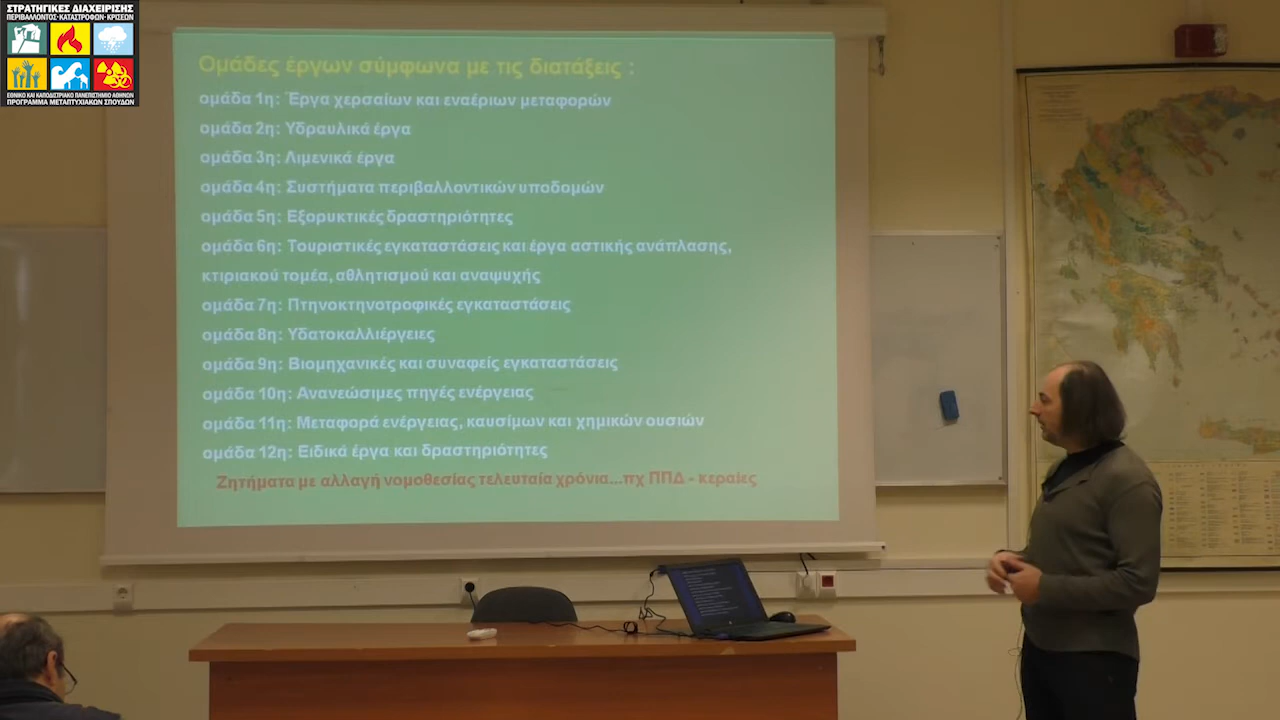 ΣΤΡΑΤΗΓΙΚΕΣ ΔΙΑΧΕΙΡΙΣΗΣ
ΠΕΡΙΒΑΛΛΟΝΤΟΣ·ΚΑΤΑΣΤΡΟΦΩΝ·ΚΡΙΣΕΩΝ
ΕΘΝΙΚΟ ΚΑΙ ΚΑΠΟΔΙΣΤΡΙΑΚΟ ΠΑΝΕΠΙΣΤΗΜΙΟ ΑΘΗΝΩΝ
ΠΡΟΓΡΑΜΜΑ ΜΕΤΑΠΤΥΧΙΑΚΩΝ ΣΠΟΥΔΩΝ
Ομάδες έργων σύμφωνα με τις διατάξεις :
ομάδα 1η: Έργα χερσαίων και εναέριων μεταφορών
ομάδα 2η: Υδραυλικά έργα
ομάδα 3η: Λιμενικά έργα
ομάδα 4η: Συστήματα περιβαλλοντικών υποδομών
ομάδα 5η: Εξορυκτικές δραστηριότητες
ομάδα 6η: Τουριστικές εγκαταστάσεις και έργα αστικής ανάπλασης,
κτιριακού τομέα, αθλητισμού και αναψυχής
ομάδα 7η: Πτηνοκτηνοτροφικές εγκαταστάσεις
ομάδα 8η: Υδατοκαλλιέργειες
ομάδα 9η: Βιομηχανικές και συναφείς εγκαταστάσεις
ομάδα 10η: Ανανεώσιμες πηγές ενέργειας
ομάδα 11η: Μεταφορά ενέργειας, καυσίμων και χημικών ουσιών
ομάδα 12η: Ειδικά έργα και δραστηριότητες
Ζητήματα με αλλαγή νομοθεσίας τελευταία χρόνια...πχ ΠΠΔ - κεραίες